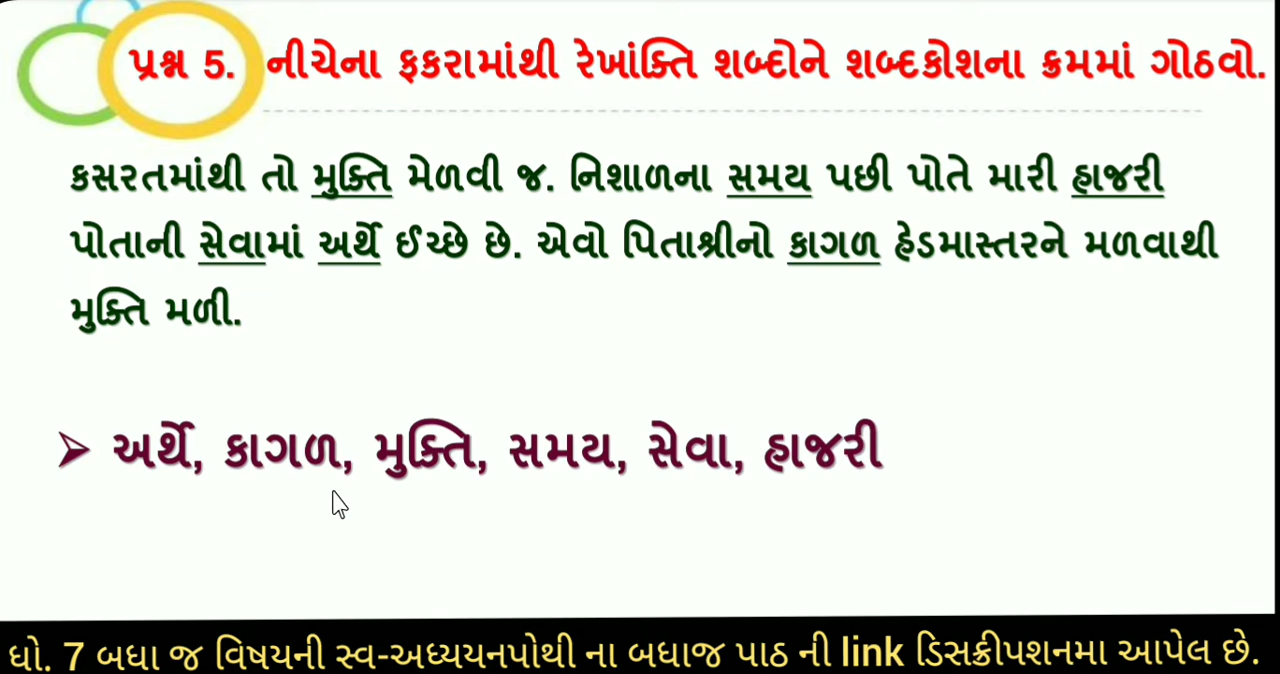 પ્રશ્ન 5. નીચેના ફકરામાંથી રેખાંક્તિ શબ્દોને શબ્દકોશના ક્રમમાં ગોઠવો.
કસરતમાંથી તો મુક્તિ મેળવી જ. નિશાળના સમય પછી પોતે મારી હાજરી
પોતાની સેવામાં અર્થે ઈચ્છે છે. એવો પિતાશ્રીનો કાગળ હેડમાસ્તરને મળવાથી
મુક્તિ મળી.
➢ અર્થે, કાગળ, મુક્તિ, સમય, સેવા, હાજરી
ધો. 7 બધા જ વિષયની સ્વ-અધ્યયનપોથી ના બધાજ પાઠ ની link ડિસક્રીપશનમા આપેલ છે.